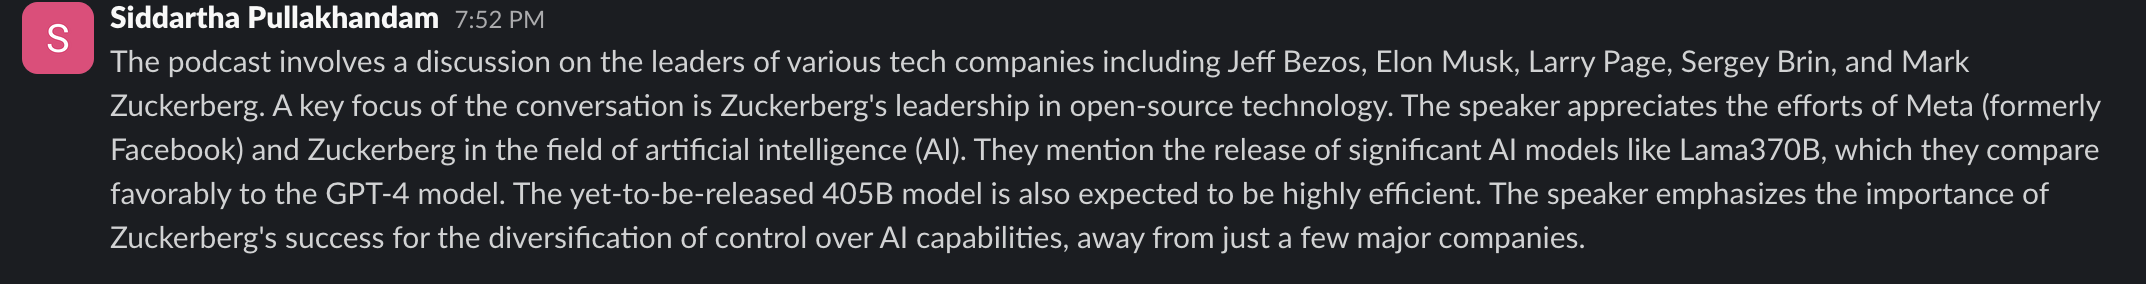 S
Siddartha Pullakhandam 7:52 PM
The podcast involves a discussion on the leaders of various tech companies including Jeff Bezos, Elon Musk, Larry Page, Sergey Brin, and Mark
Zuckerberg. A key focus of the conversation is Zuckerberg's leadership in open-source technology. The speaker appreciates the efforts of Meta (formerly
Facebook) and Zuckerberg in the field of artificial intelligence (AI). They mention the release of significant AI models like Lama370B, which they compare
favorably to the GPT-4 model. The yet-to-be-released 405B model is also expected to be highly efficient. The speaker emphasizes the importance of
Zuckerberg's success for the diversification of control over AI capabilities, away from just a few major companies.